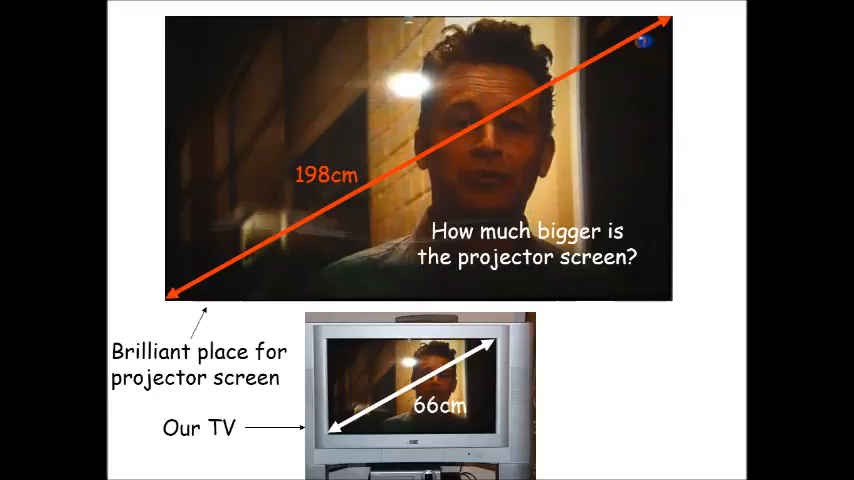 198cm
How much bigger is
the projector screen?
Brilliant place for
projector screen
66cm
Our TV